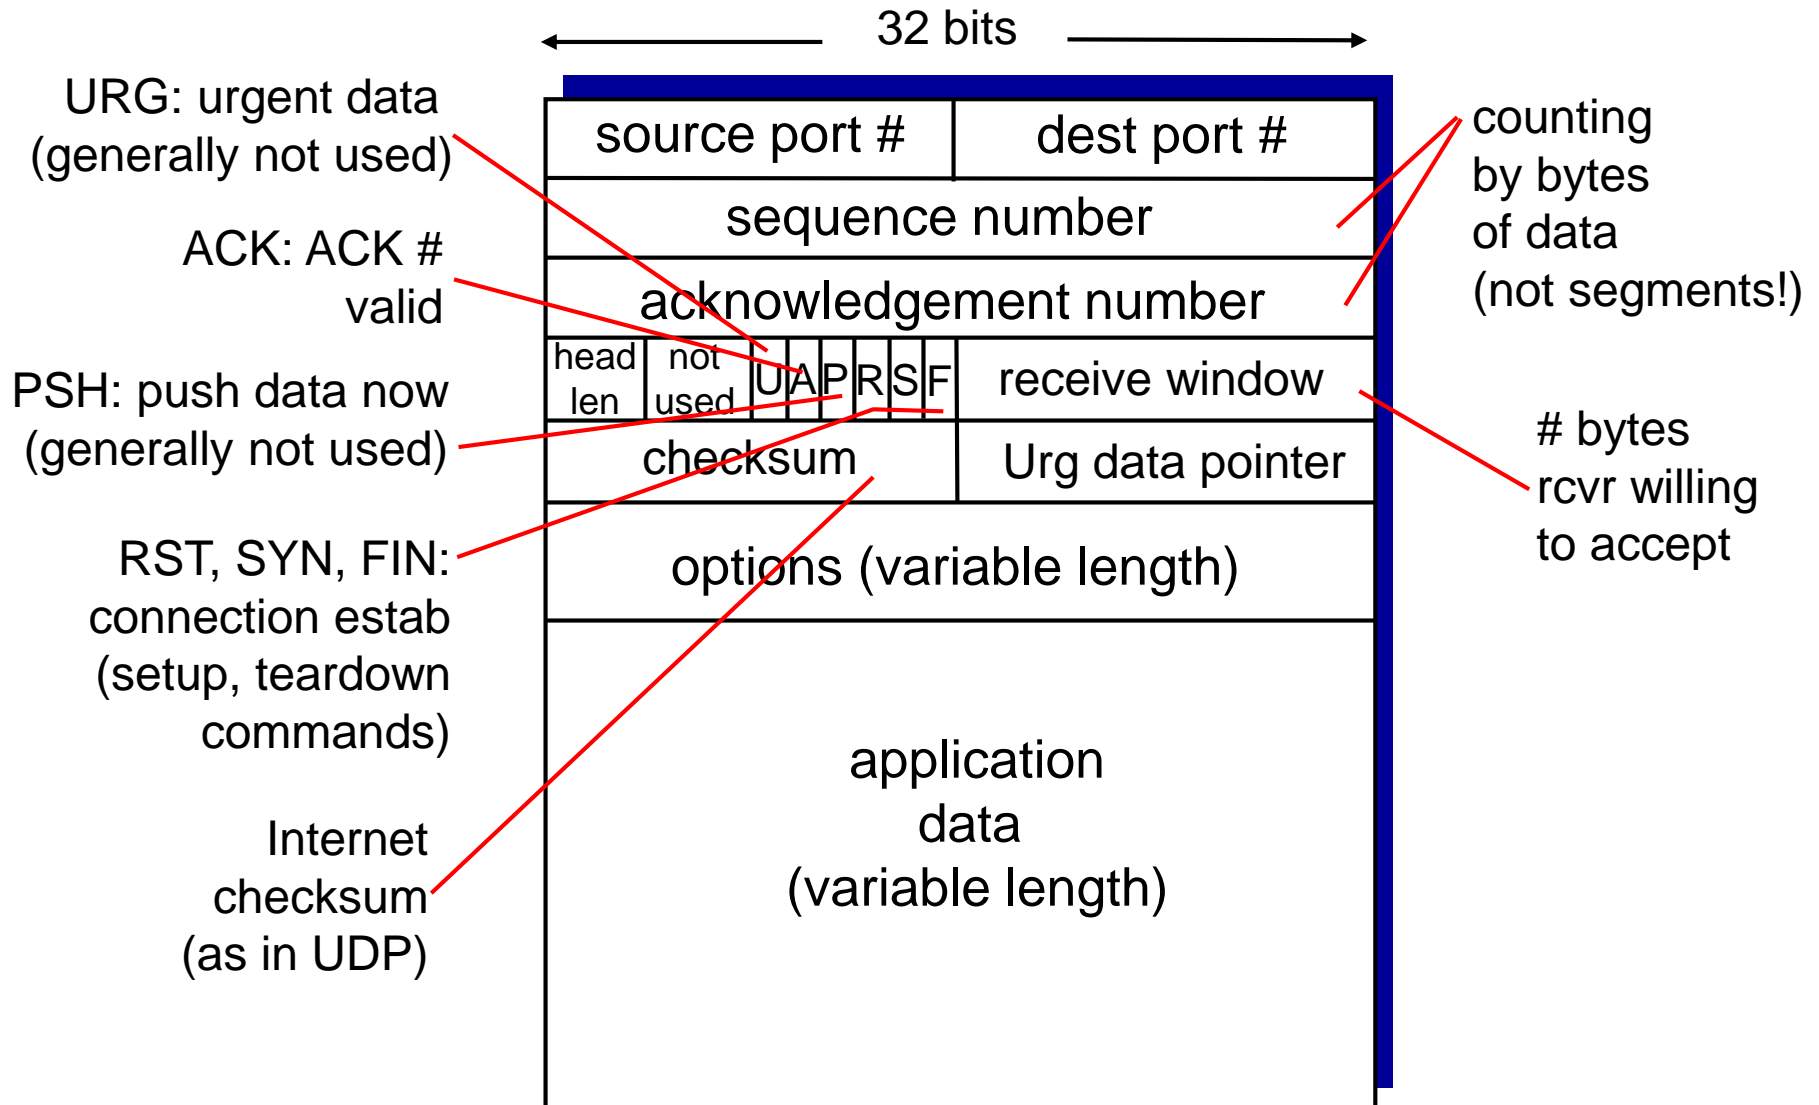 32 bits
URG: urgent data
(generally not used)
ACK: ACK #
valid
PSH: push data now
(generally not used)
RST, SYN, FIN:
connection estab
(setup, teardown
commands)
Internet
checksum
(as in UDP)
source port # dest port #
sequence number
acknowledgement number
head len not used U A P R S F receive window
checksum Urg data pointer
options (variable length)
application
data
(variable length)
counting
by bytes
of data
(not segments!)
# bytes
rcvr willing
to accept